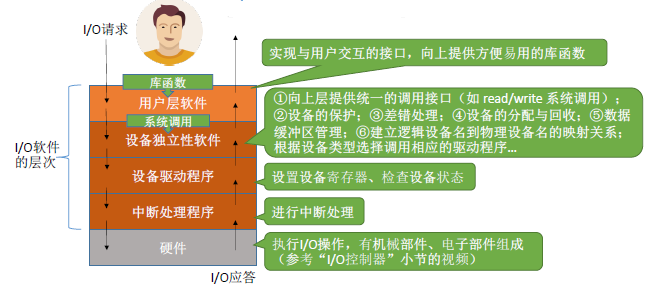 I/O请求
实现与用户交互的接口，向上提供方便易用的库函数
库函数
用户层软件
系统调用
设备独立性软件
①向上层提供统一的调用接口（如 read/write 系统调用）；
②设备的保护；③差错处理；④设备的分配与回收；⑤数据
缓冲区管理；⑥建立逻辑设备名到物理设备名的映射关系；
根据设备类型选择调用相应的驱动程序...
I/O软件
的层次
设备驱动程序
设置设备寄存器、检查设备状态
中断处理程序
进行中断处理
硬件
执行I/O操作，有机械部件、电子部件组成
（参考“I/O控制器”小节的视频）
I/O应答